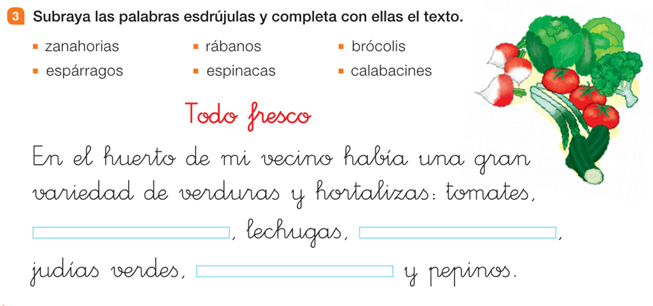 3 Subraya las palabras esdrújulas y completa con ellas el texto.
zanahorias rábanos brócolis
espárragos espinacas calabacines
Todo fresco
En el huerto de mi vecino había una gran
variedad de verduras y hortalizas: tomates,
, lechugas, ,
judías verdes, y pepinos.